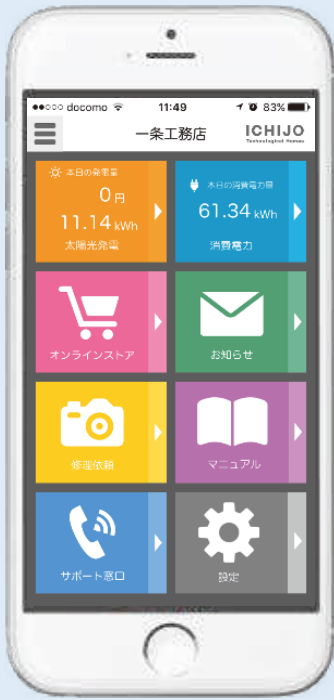 docomo 11:49 83%
一条工務店
ICHIJO
Technological Homes
本日の発電量
0円
11.14 kWh
太陽光発電
本日の消費電力量
61.34 kWh
消費電力
オンラインストア
お知らせ
修理依頼
マニュアル
サポート窓口
設定